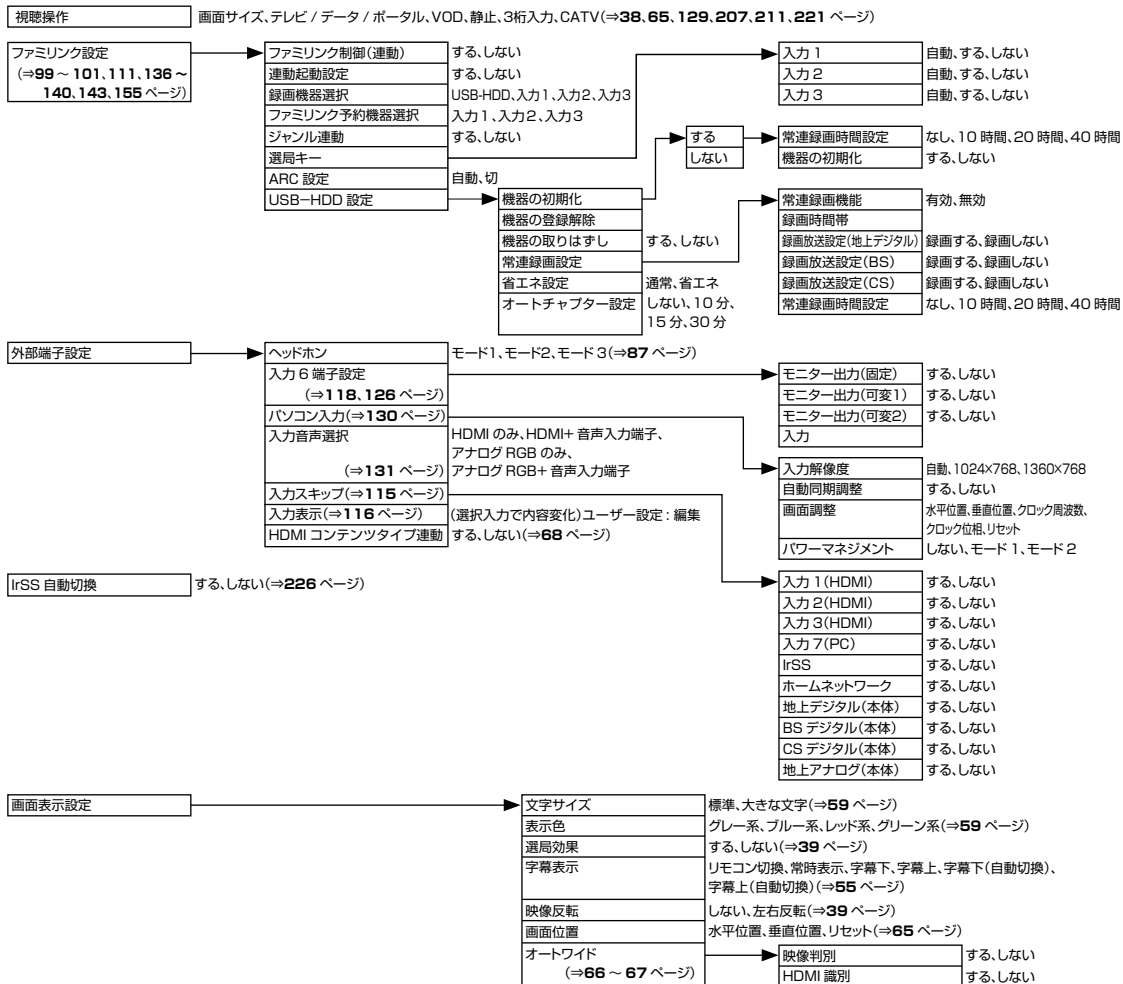 視聴操作 画面サイズ、テレビ / データ / ポータル、VOD、静止、3桁入力、CATV(⇒38、65、129、207、211、221 ページ)
ファミリンク設定
(⇒99 ~ 101、111、136 ~
140、143、155 ページ)
ファミリンク制御(連動) する、しない
連動起動設定 する、しない
録画機器選択 USB-HDD、入力1、入力2、入力3
ファミリンク予約機器選択 入力1、入力2、入力3
ジャンル連動 する、しない
選局キー
ARC 設定 自動、切
USB-HDD 設定
入力 1 自動、する、しない
入力 2 自動、する、しない
入力 3 自動、する、しない
機器の初期化
機器の登録解除
機器の取りはずし する、しない
常連録画設定
省エネ設定 通常、省エネ
オートチャプター設定 しない、10 分、
15 分、30 分
する
しない
常連録画時間設定 なし、10 時間、20 時間、40 時間
機器の初期化 する、しない
常連録画機能 有効、無効
録画時間帯
録画放送設定(地上デジタル) 録画する、録画しない
録画放送設定(BS) 録画する、録画しない
録画放送設定(CS) 録画する、録画しない
常連録画時間設定 なし、10 時間、20 時間、40 時間
外部端子設定
ヘッドホン モード1、モード2、モード 3(⇒87 ページ)
入力 6 端子設定
(⇒118、126 ページ)
パソコン入力(⇒130 ページ)
入力音声選択 HDMI のみ、HDMI+ 音声入力端子、
アナログ RGB のみ、
(⇒131 ページ) アナログ RGB+ 音声入力端子
入力スキップ(⇒115 ページ)
入力表示(⇒116 ページ) (選択入力で内容変化)ユーザー設定 : 編集
HDMI コンテンツタイプ連動 する、しない(⇒68 ページ)
モニター出力(固定) する、しない
モニター出力(可変1) する、しない
モニター出力(可変2) する、しない
入力
入力解像度 自動、1024×768、1360×768
自動同期調整 する、しない
画面調整 水平位置、垂直位置、クロック周波数、
クロック位相、リセット
パワーマネジメント しない、モード 1、モード 2
入力 1(HDMI) する、しない
入力 2(HDMI) する、しない
入力 3(HDMI) する、しない
入力 7(PC) する、しない
IrSS する、しない
ホームネットワーク する、しない
地上デジタル(本体) する、しない
BS デジタル(本体) する、しない
CS デジタル(本体) する、しない
地上アナログ(本体) する、しない
IrSS 自動切換 する、しない(⇒226 ページ)
画面表示設定
文字サイズ 標準、大きな文字(⇒59 ページ)
表示色 グレー系、ブルー系、レッド系、グリーン系(⇒59 ページ)
選局効果 する、しない(⇒39 ページ)
字幕表示 リモコン切換、常時表示、字幕下、字幕上、字幕下(自動切換)、
字幕上(自動切換)(⇒55 ページ)
映像反転 しない、左右反転(⇒39 ページ)
画面位置 水平位置、垂直位置、リセット(⇒65 ページ)
オートワイド
(⇒66 ~ 67 ページ)
映像判別 する、しない
HDMI 識別 する、しない